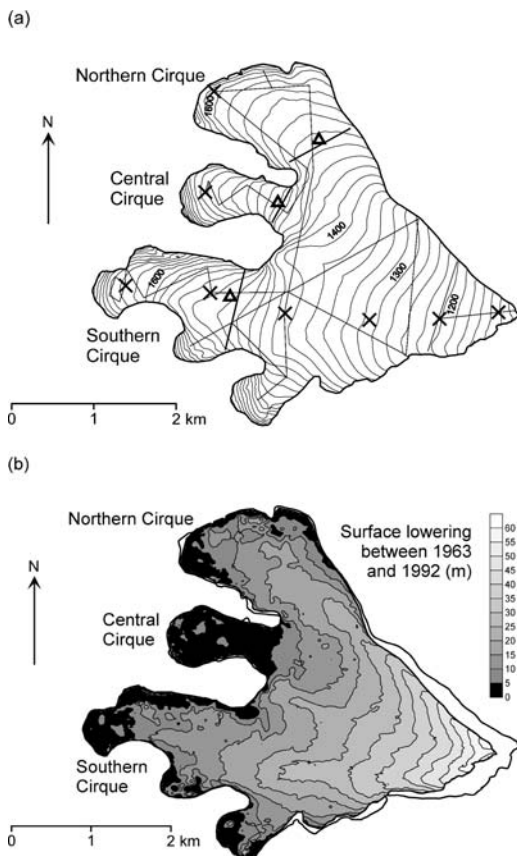 (a)
Northern Cirque
1600
N
Central
Cirque
1400
1300
1200
1600
Southern
Cirque
0 1 2 km
(b)
Northern Cirque
Surface lowering
between 1963
and 1992 (m)
N
Central
Cirque
60
55
50
45
40
35
30
25
20
15
10
5
0
Southern
Cirque
0 1 2 km